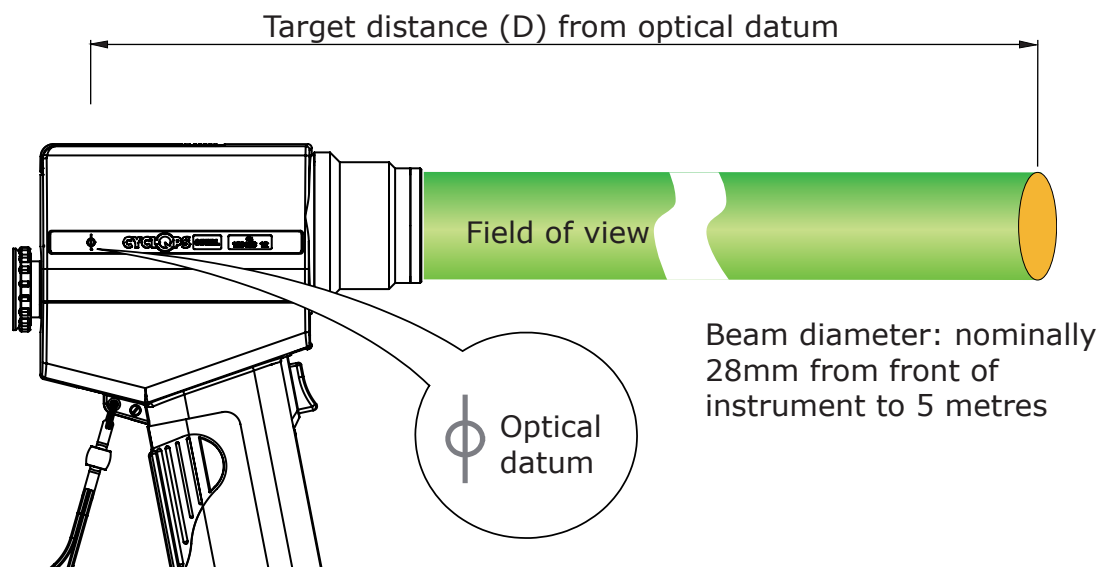 Target distance (D) from optical datum
CYCLOPS
Field of view
Beam diameter: nominally
28mm from front of
instrument to 5 metres
Optical
datum